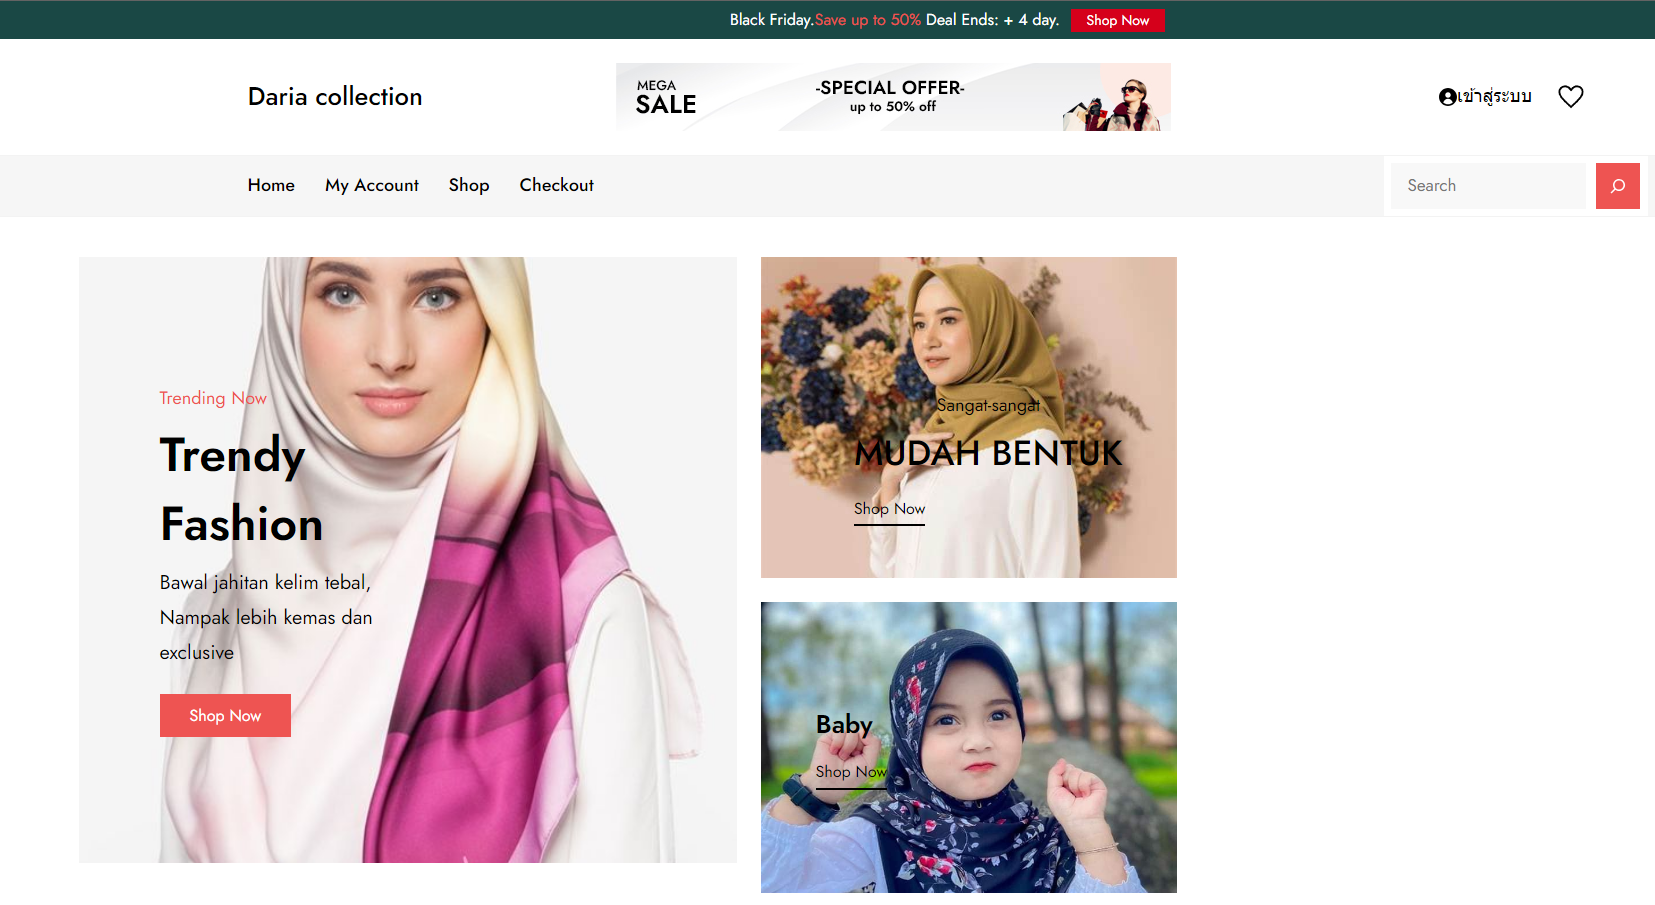 Black Friday.Save up to 50% Deal Ends: + 4 day. Shop Now
Daria collection
MEGA
SALE
-SPECIAL OFFER-
up to 50% off
เข้าสู่ระบบ
Home My Account Shop Checkout
Search
Trending Now
Trendy
Fashion
Bawal jahitan kelim tebal,
Nampak lebih kemas dan
exclusive
Shop Now
Sangat-sangat
MUDAH BENTUK
Shop Now
Baby
Shop Now